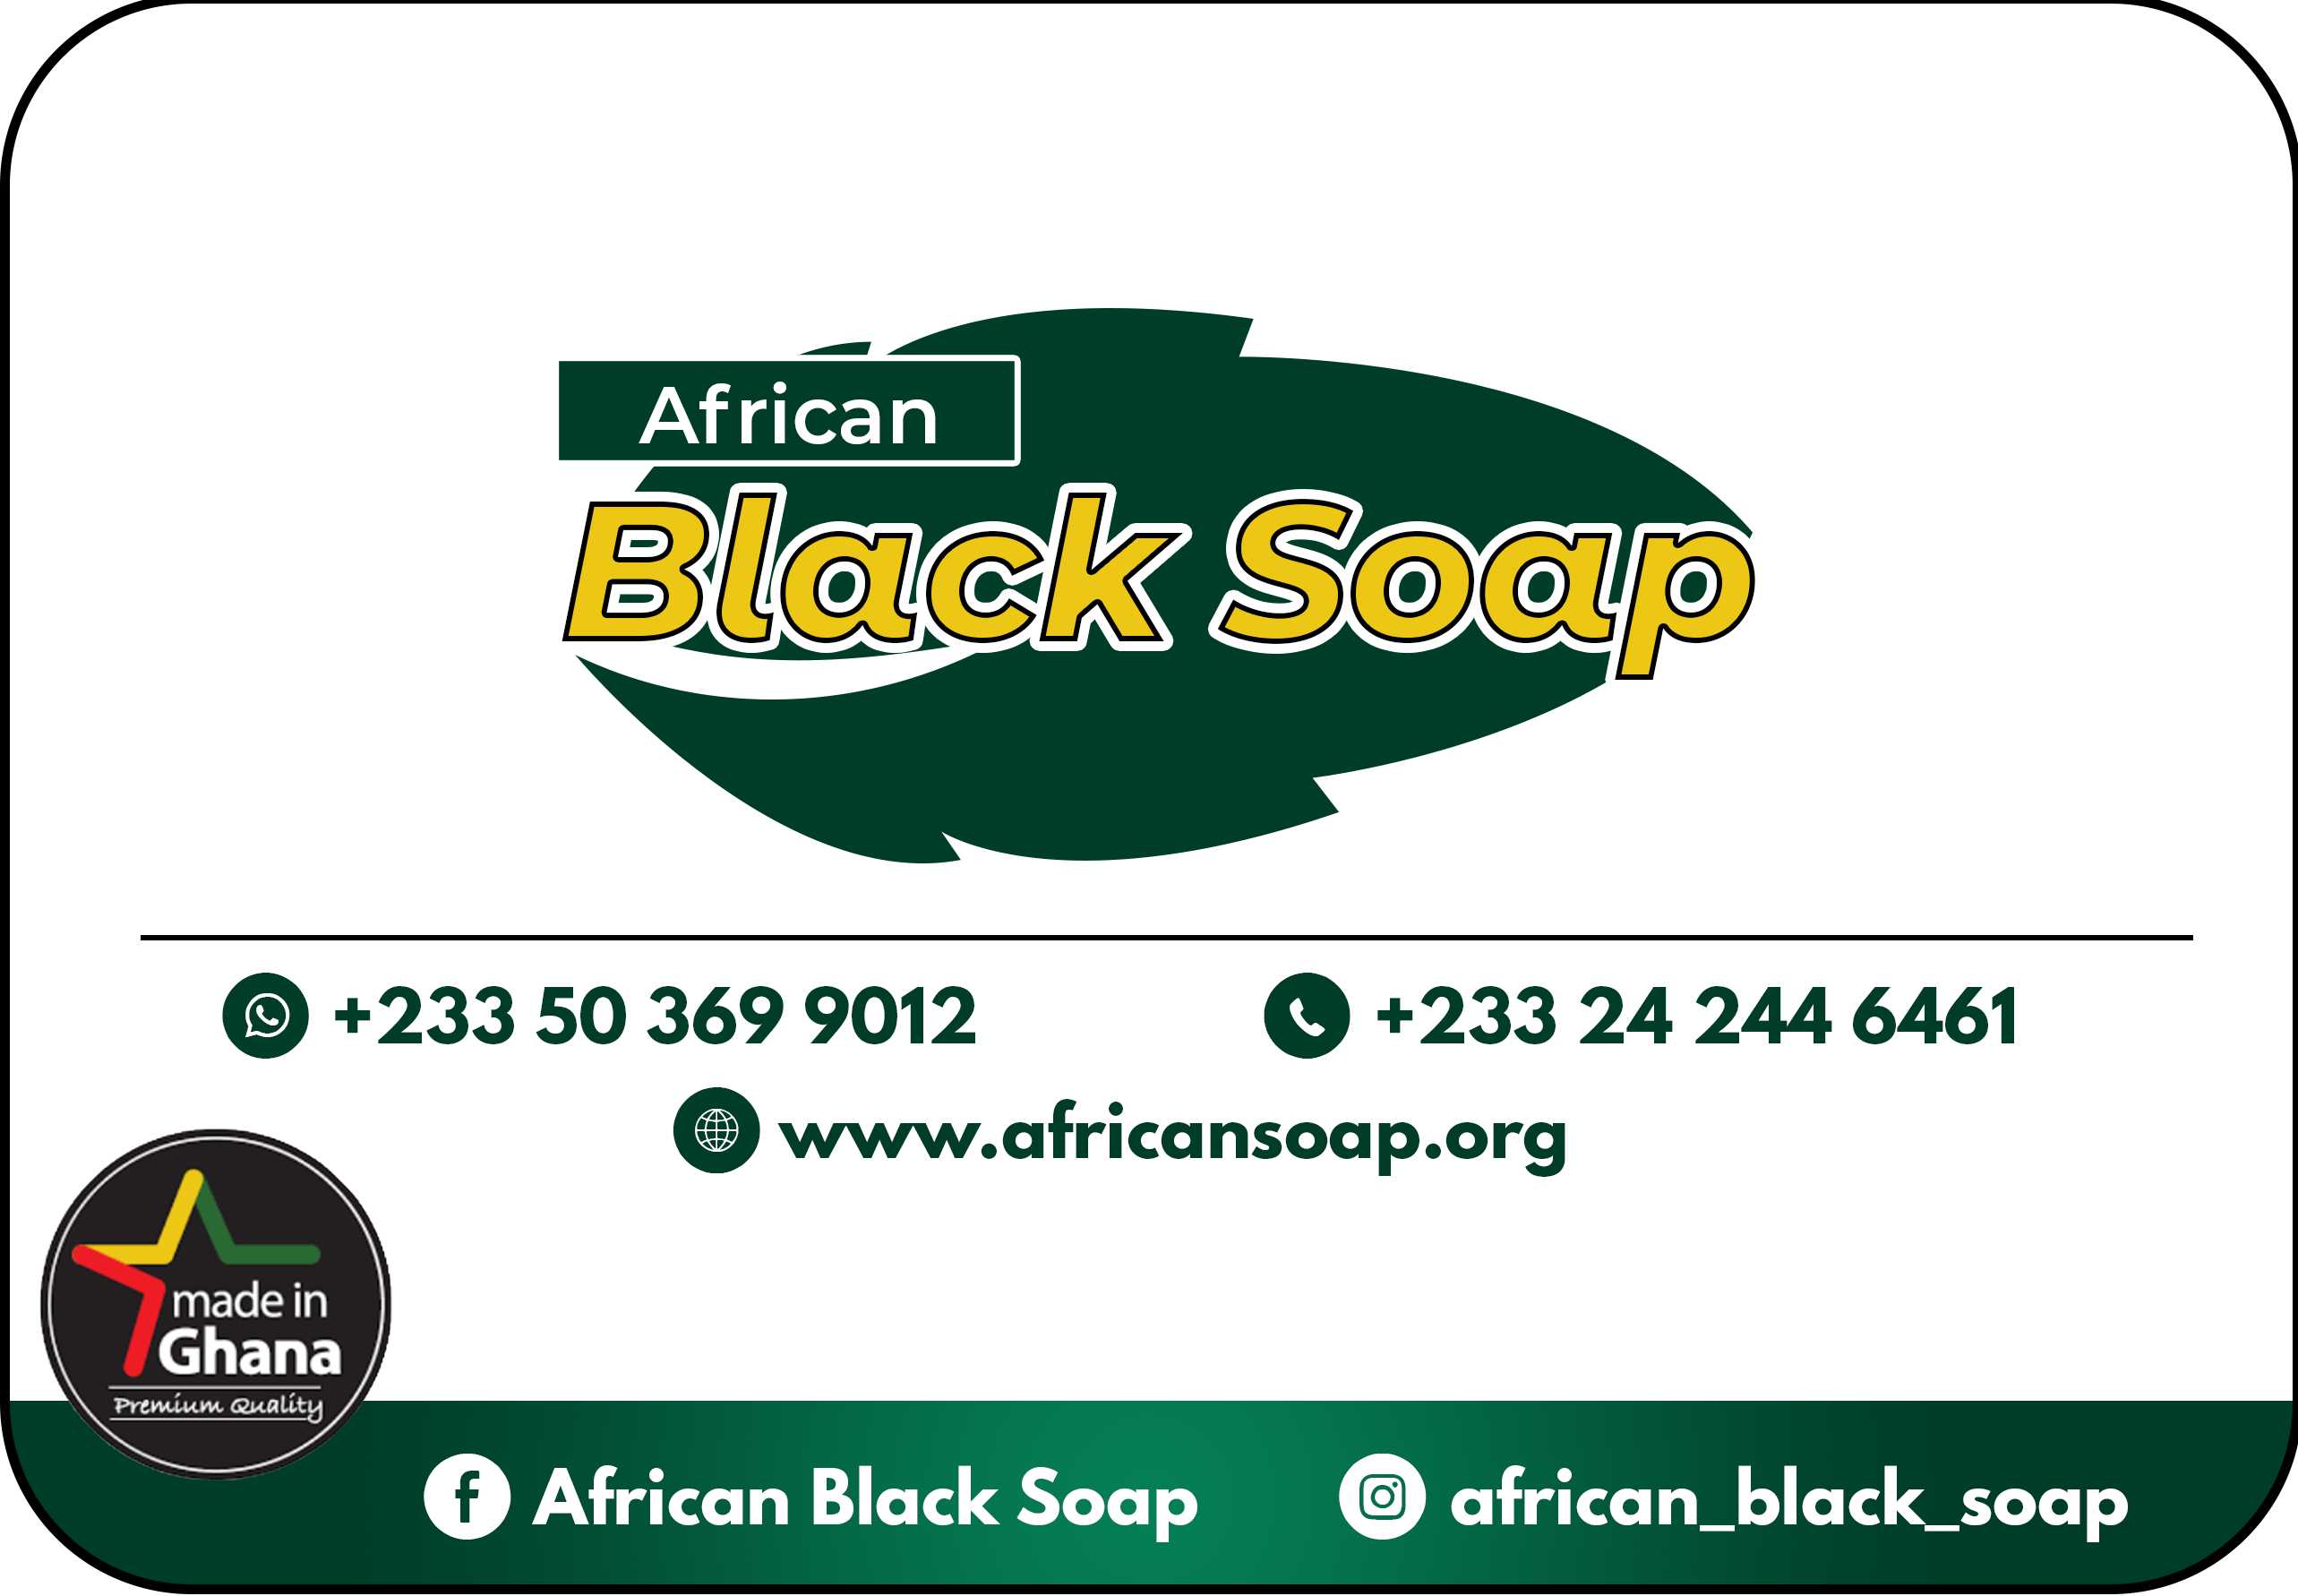 African
Black Soap
+233 50 369 9012
+233 24 244 6461
www.africansoap.org
made in
Ghana
Premium Quality
African Black Soap
african_black_soap